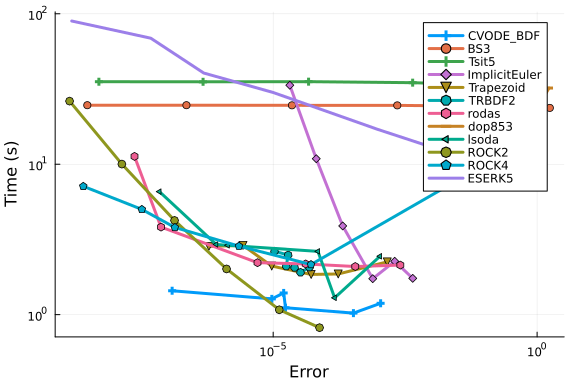 10²
10¹
10⁰
Time (s)
10⁻⁵
10⁰
Error
CVODE_BDF
BS3
Tsit5
ImplicitEuler
Trapezoid
TRBDF2
rodas
dop853
lsoda
ROCK2
ROCK4
ESERK5